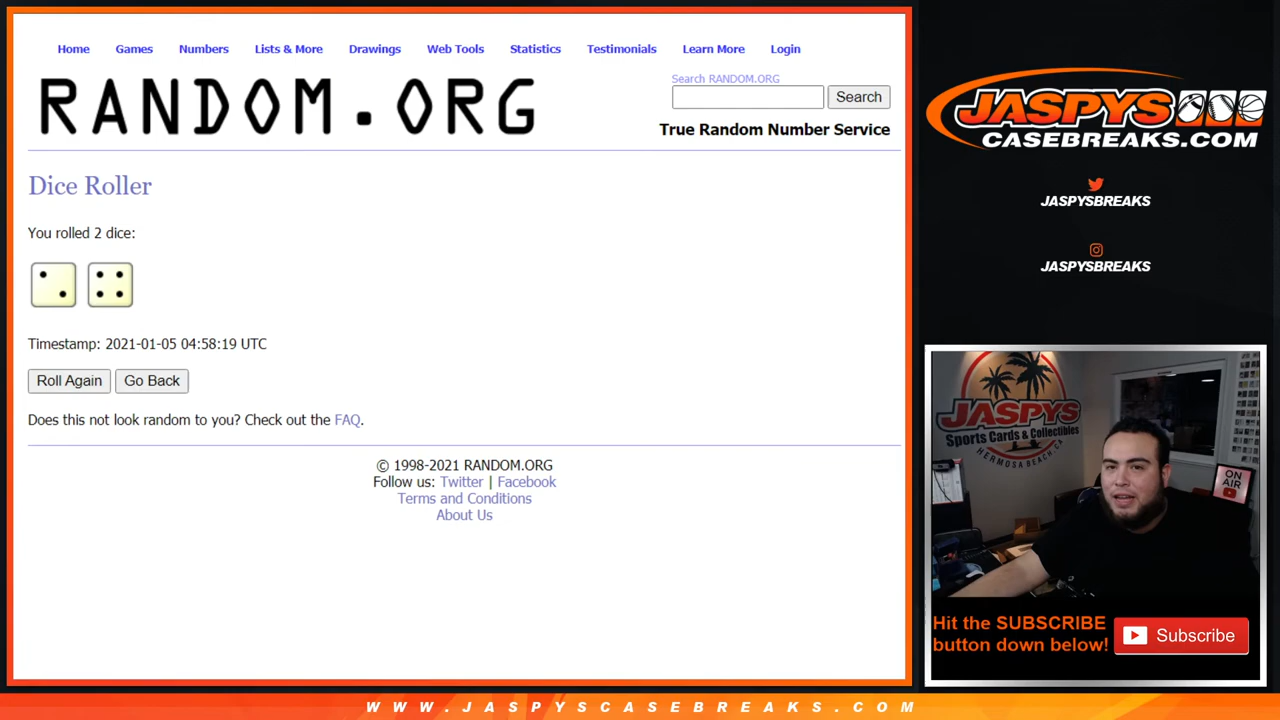 Home Games Numbers Lists & More Drawings Web Tools Statistics Testimonials Learn More Login
RANDOM.ORG
Search RANDOM.ORG
Search
True Random Number Service
Dice Roller
You rolled 2 dice:
Timestamp: 2021-01-05 04:58:19 UTC
Roll Again Go Back
Does this not look random to you? Check out the FAQ.
© 1998-2021 RANDOM.ORG
Follow us: Twitter | Facebook
Terms and Conditions
About Us
JASPYS
CASEBREAKS.COM
JASPYSBREAKS
JASPYSBREAKS
JASPYS
Sports Cards & Collectibles
HERMOSA BEACH, CA
ON
AIR
Hit the SUBSCRIBE
button down below!
Subscribe
WWW.JASPYSCASEBREAKS.COM